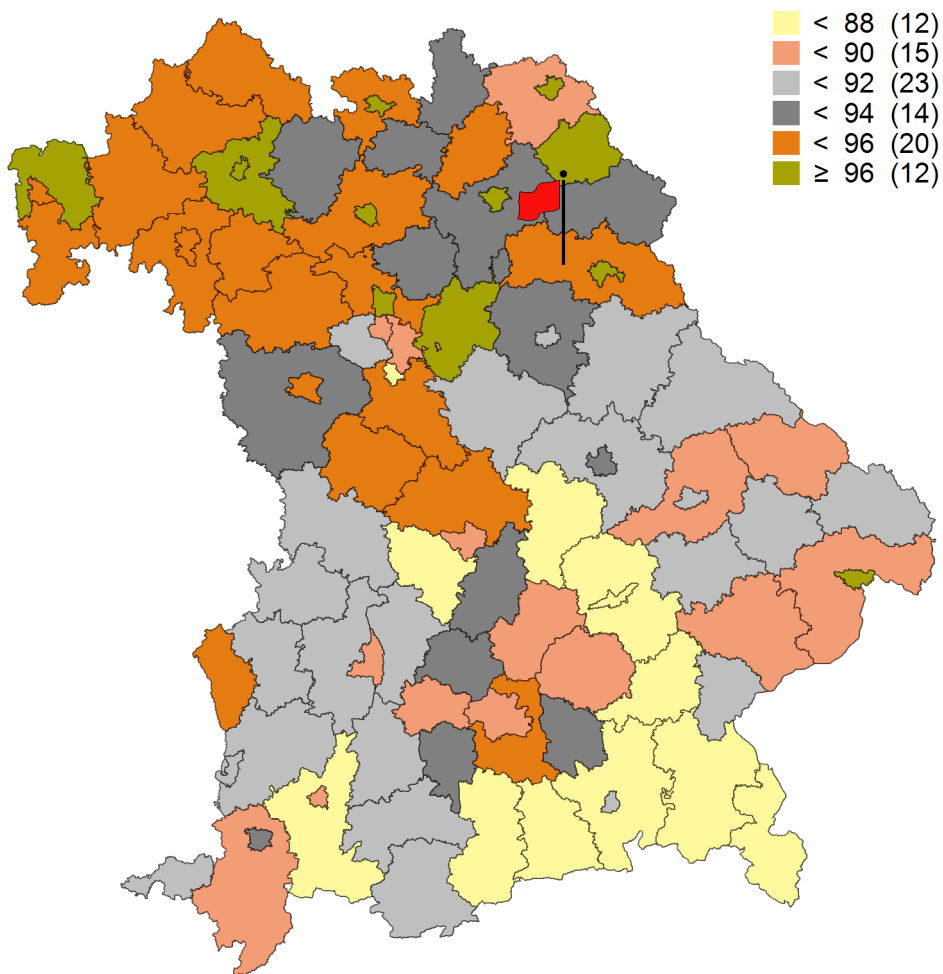 < 88 (12)
< 90 (15)
< 92 (23)
< 94 (14)
< 96 (20)
≥ 96 (12)